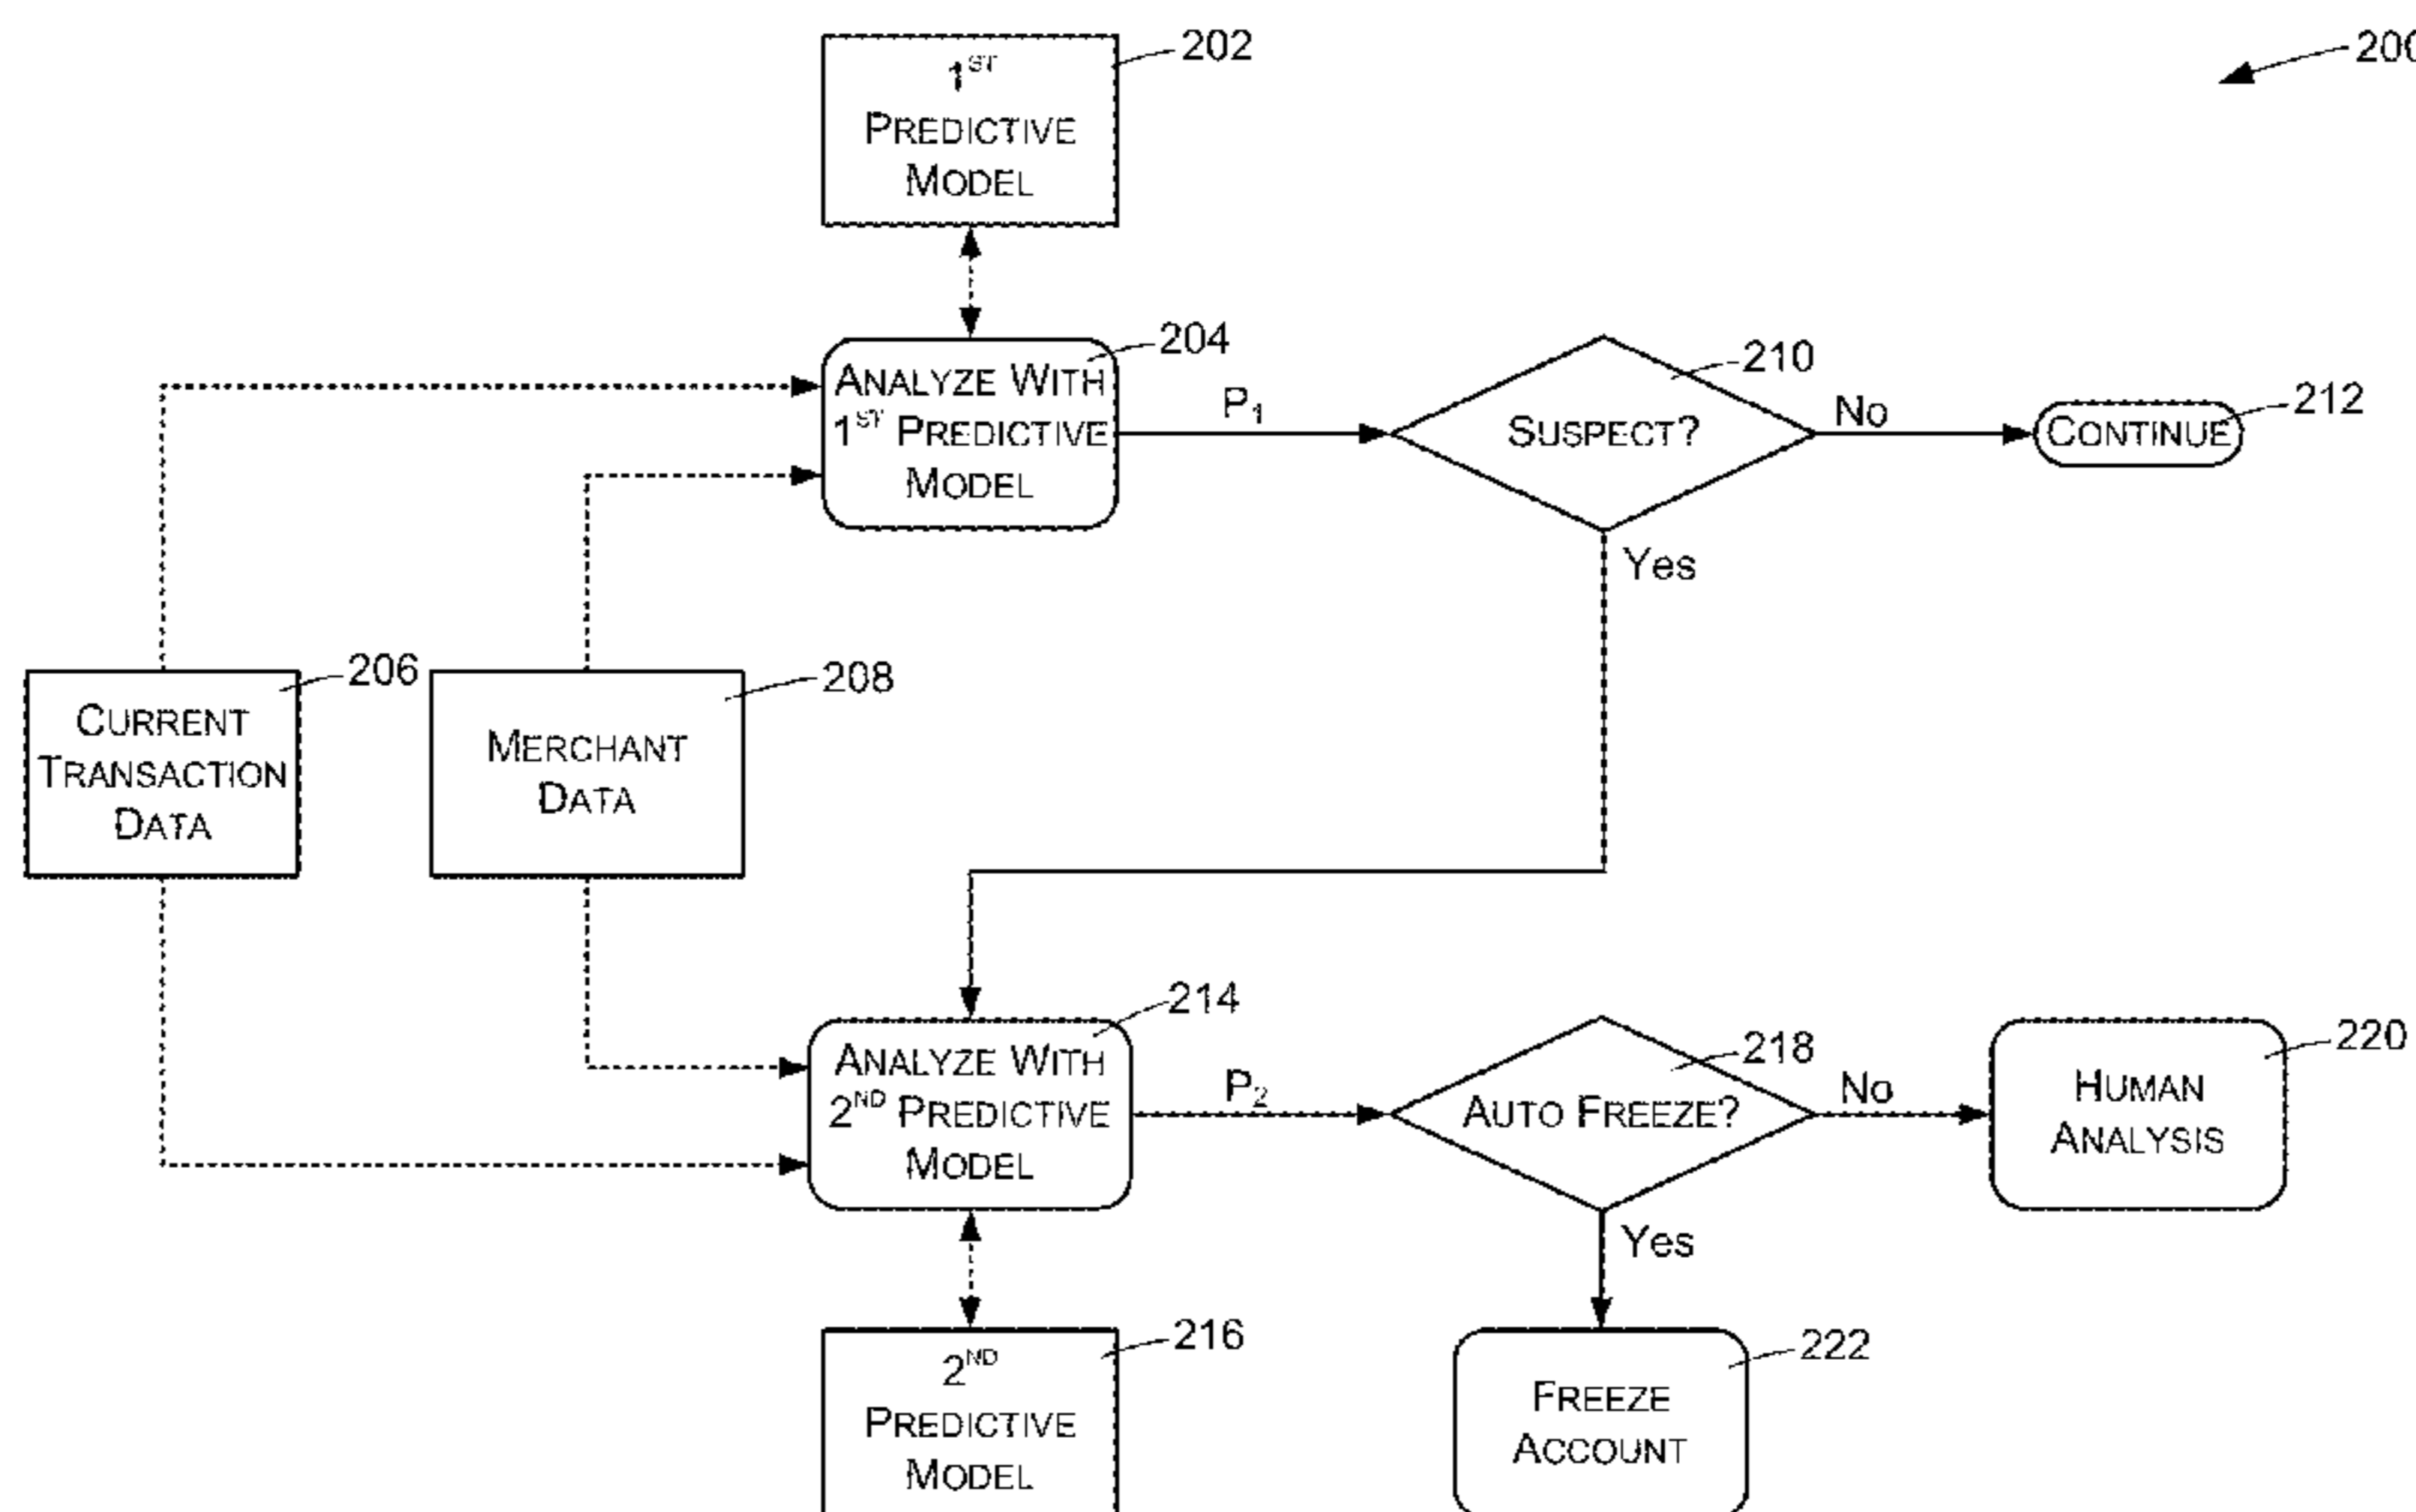 1ST
PREDICTIVE
MODEL
202
200
ANALYZE WITH
1ST PREDICTIVE
MODEL
204
P1
SUSPECT?
210
No
CONTINUE
212
Yes
CURRENT
TRANSACTION
DATA
206
MERCHANT
DATA
208
ANALYZE WITH
2ND PREDICTIVE
MODEL
214
P2
AUTO FREEZE?
218
No
HUMAN
ANALYSIS
220
Yes
2ND
PREDICTIVE
MODEL
216
FREEZE
ACCOUNT
222